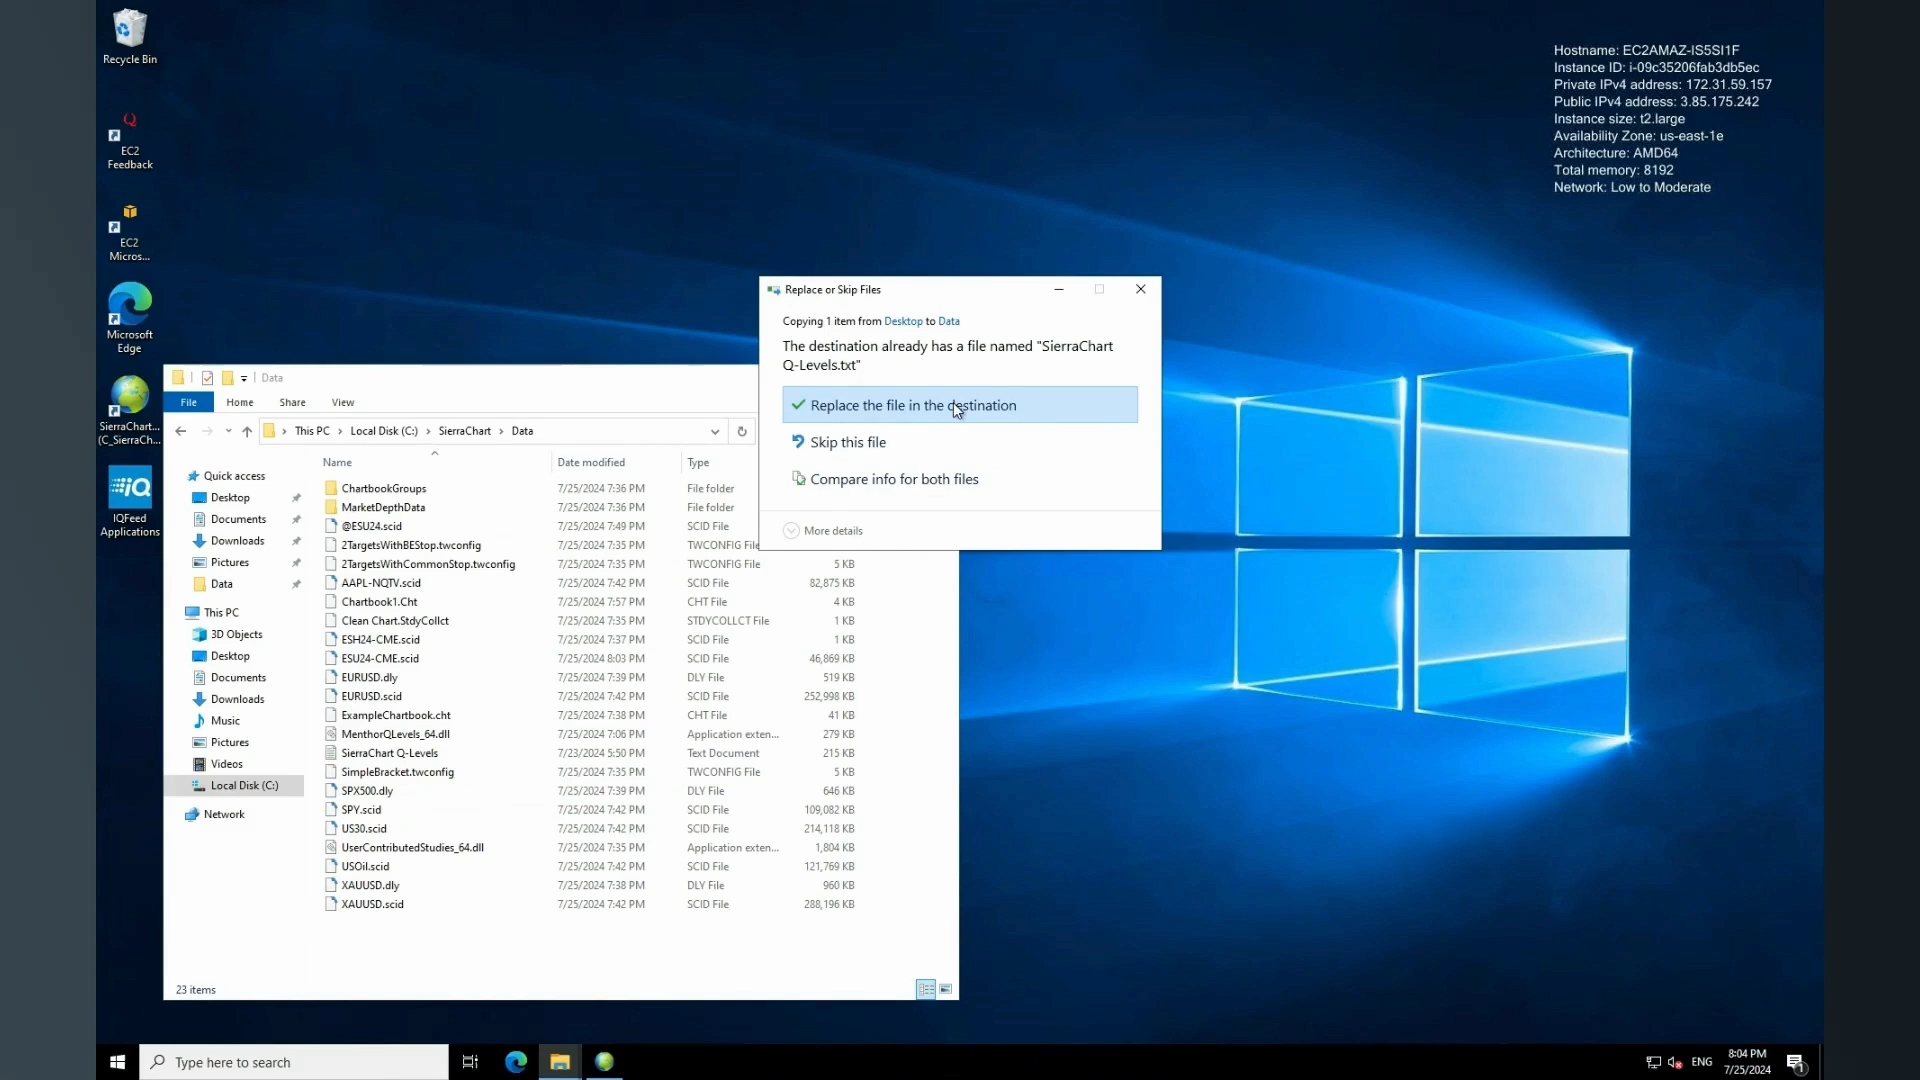 Recycle Bin
EC2
Feedback
EC2
Micros...
Microsoft
Edge
SierraChart...
(C_SierraCh...
IQFeed
Applications
Hostname: EC2AMAZ-IS5SI1F
Instance ID: i-09c35206fab3db5ec
Private IPv4 address: 172.31.59.157
Public IPv4 address: 3.85.175.242
Instance size: t2.large
Availability Zone: us-east-1e
Architecture: AMD64
Total memory: 8192
Network: Low to Moderate
Replace or Skip Files
Copying 1 item from Desktop to Data
The destination already has a file named "SierraChart
Q-Levels.txt"
Replace the file in the destination
Skip this file
Compare info for both files
More details
Data
File Home Share View
This PC Local Disk (C:) SierraChart Data
Quick access
Desktop
Documents
Downloads
Pictures
Data
This PC
3D Objects
Desktop
Documents
Downloads
Music
Pictures
Videos
Local Disk (C:)
Network
Name Date modified Type
ChartbookGroups 7/25/2024 7:36 PM File folder
MarketDepthData 7/25/2024 7:36 PM File folder
@ESU24.scid 7/25/2024 7:49 PM SCID File
2TargetsWithBEStop.twconfig 7/25/2024 7:35 PM TWCONFIG File
2TargetsWithCommonStop.twconfig 7/25/2024 7:35 PM TWCONFIG File 5 KB
AAPL-NQTV.scid 7/25/2024 7:42 PM SCID File 82,875 KB
Chartbook1.Cht 7/25/2024 7:57 PM CHT File 4 KB
Clean Chart.StdyCollct 7/25/2024 7:35 PM STDYCOLLCT File 1 KB
ESH24-CME.scid 7/25/2024 7:37 PM SCID File 1 KB
ESU24-CME.scid 7/25/2024 8:03 PM SCID File 46,869 KB
EURUSD.dly 7/25/2024 7:39 PM DLY File 519 KB
EURUSD.scid 7/25/2024 7:42 PM SCID File 252,998 KB
ExampleChartbook.cht 7/25/2024 7:38 PM CHT File 41 KB
MenthorQLevels_64.dll 7/25/2024 7:06 PM Application exten... 279 KB
SierraChart Q-Levels 7/23/2024 5:50 PM Text Document 215 KB
SimpleBracket.twconfig 7/25/2024 7:35 PM TWCONFIG File 5 KB
SPX500.dly 7/25/2024 7:39 PM DLY File 646 KB
SPY.scid 7/25/2024 7:42 PM SCID File 109,082 KB
US30.scid 7/25/2024 7:42 PM SCID File 214,118 KB
UserContributedStudies_64.dll 7/25/2024 7:35 PM Application exten... 1,804 KB
USOil.scid 7/25/2024 7:42 PM SCID File 121,769 KB
XAUUSD.dly 7/25/2024 7:38 PM DLY File 960 KB
XAUUSD.scid 7/25/2024 7:42 PM SCID File 288,196 KB
23 items
Type here to search
ENG
8:04 PM
7/25/2024
1